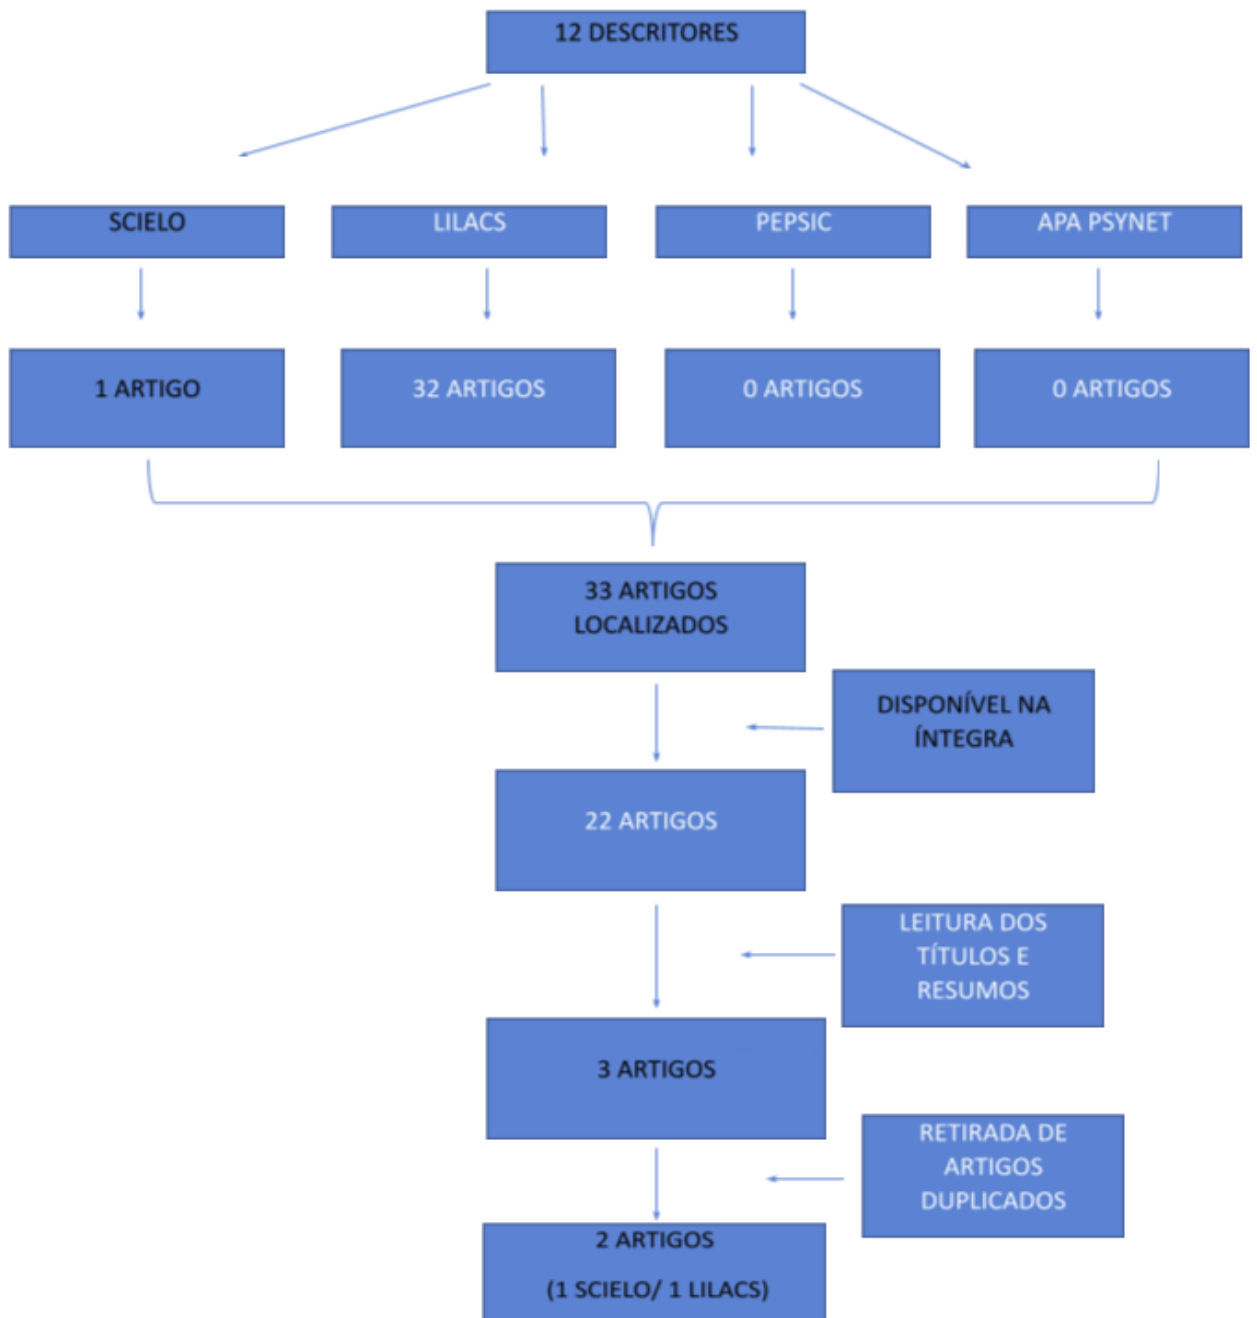 12 DESCRITORES
SCIELO
LILACS
PEPSIC
APA PSYNET
1 ARTIGO
32 ARTIGOS
0 ARTIGOS
0 ARTIGOS
33 ARTIGOS
LOCALIZADOS
DISPONÍVEL NA
ÍNTEGRA
22 ARTIGOS
LEITURA DOS
TÍTULOS E
RESUMOS
3 ARTIGOS
RETIRADA DE
ARTIGOS
DUPLICADOS
2 ARTIGOS
(1 SCIELO/ 1 LILACS)